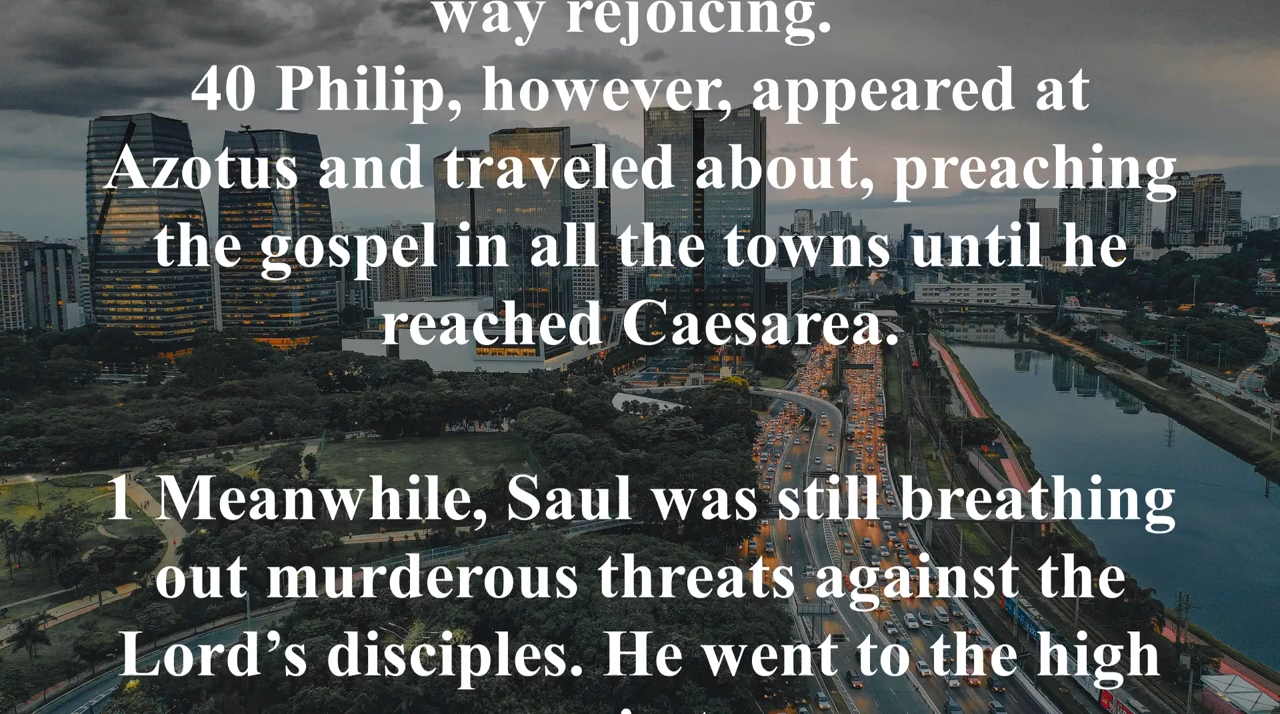 way rejoicing.
40 Philip, however, appeared at
Azotus and traveled about, preaching
the gospel in all the towns until he
reached Caesarea.
1 Meanwhile, Saul was still breathing
out murderous threats against the
Lord’s disciples. He went to the high